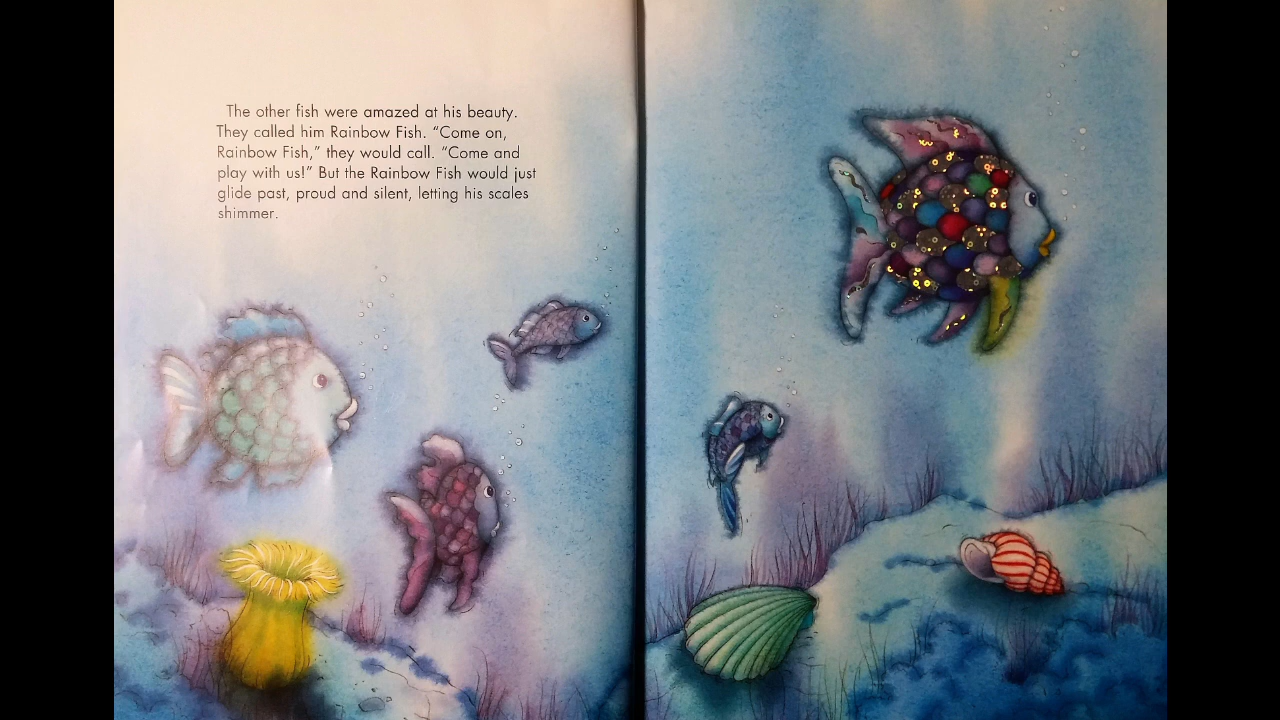 The other fish were amazed at his beauty.
They called him Rainbow Fish. “Come on,
Rainbow Fish,” they would call. “Come and
play with us!” But the Rainbow Fish would just
glide past, proud and silent, letting his scales
shimmer.